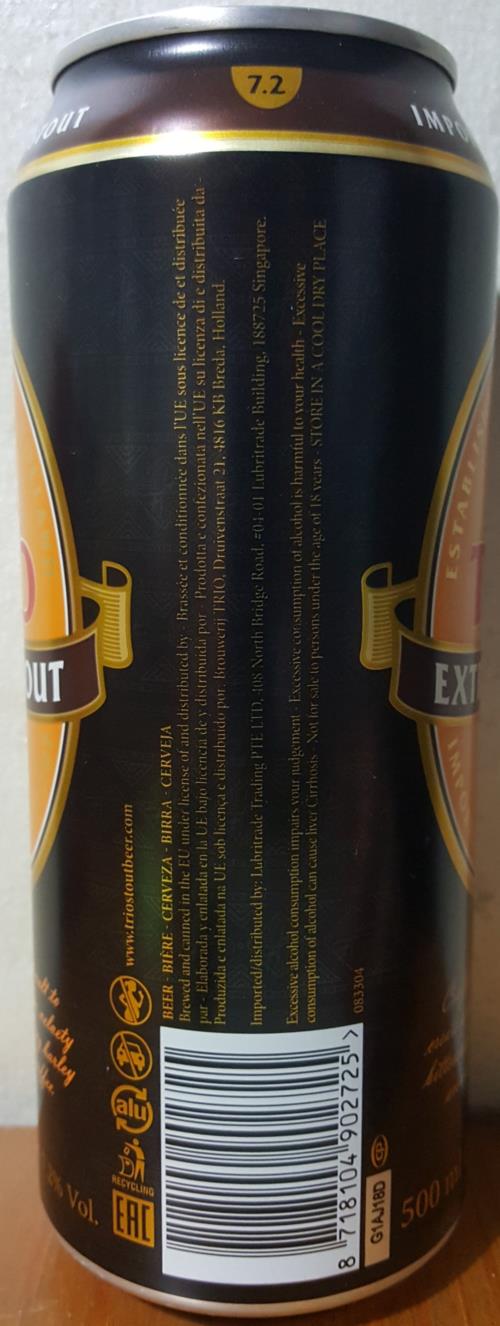 7.2
OUT
IMPO
OUT
EXT
ESTABLIS
www.triostoutbeer.com
BEER - BIÈRE - CERVEZA - BIRRA - CERVEJA
Brewed and canned in the EU under license of and distributed by - Brassée et conditionnée dans l'UE sous licence de et distribuée
par - Elaborada y enlatada en la UE bajo licencia de y distribuida por - Prodotta e confezionata nell'UE su licenza di e distribuita da -
Produzida e enlatada na UE sob licença e distribuido por, Brouwerij TRIO, Druivenstraat 21, 4816 KB Breda, Holland.
Imported/distributed by: Lubritrade Trading PTE LTD, 408 North Bridge Road, #04-01 Lubritrade Building, 188725 Singapore.
Excessive alcohol consumption impairs your judgement - Excessive consumption of alcohol is harmful to your health - Excessive
consumption of alcohol can cause liver Cirrhosis - Not for sale to persons under the age of 18 years - STORE IN A COOL DRY PLACE
083304
alu
RECYCLING
EAC
% Vol.
barley
8 718104 902725 >
G1AJ18D
500 m